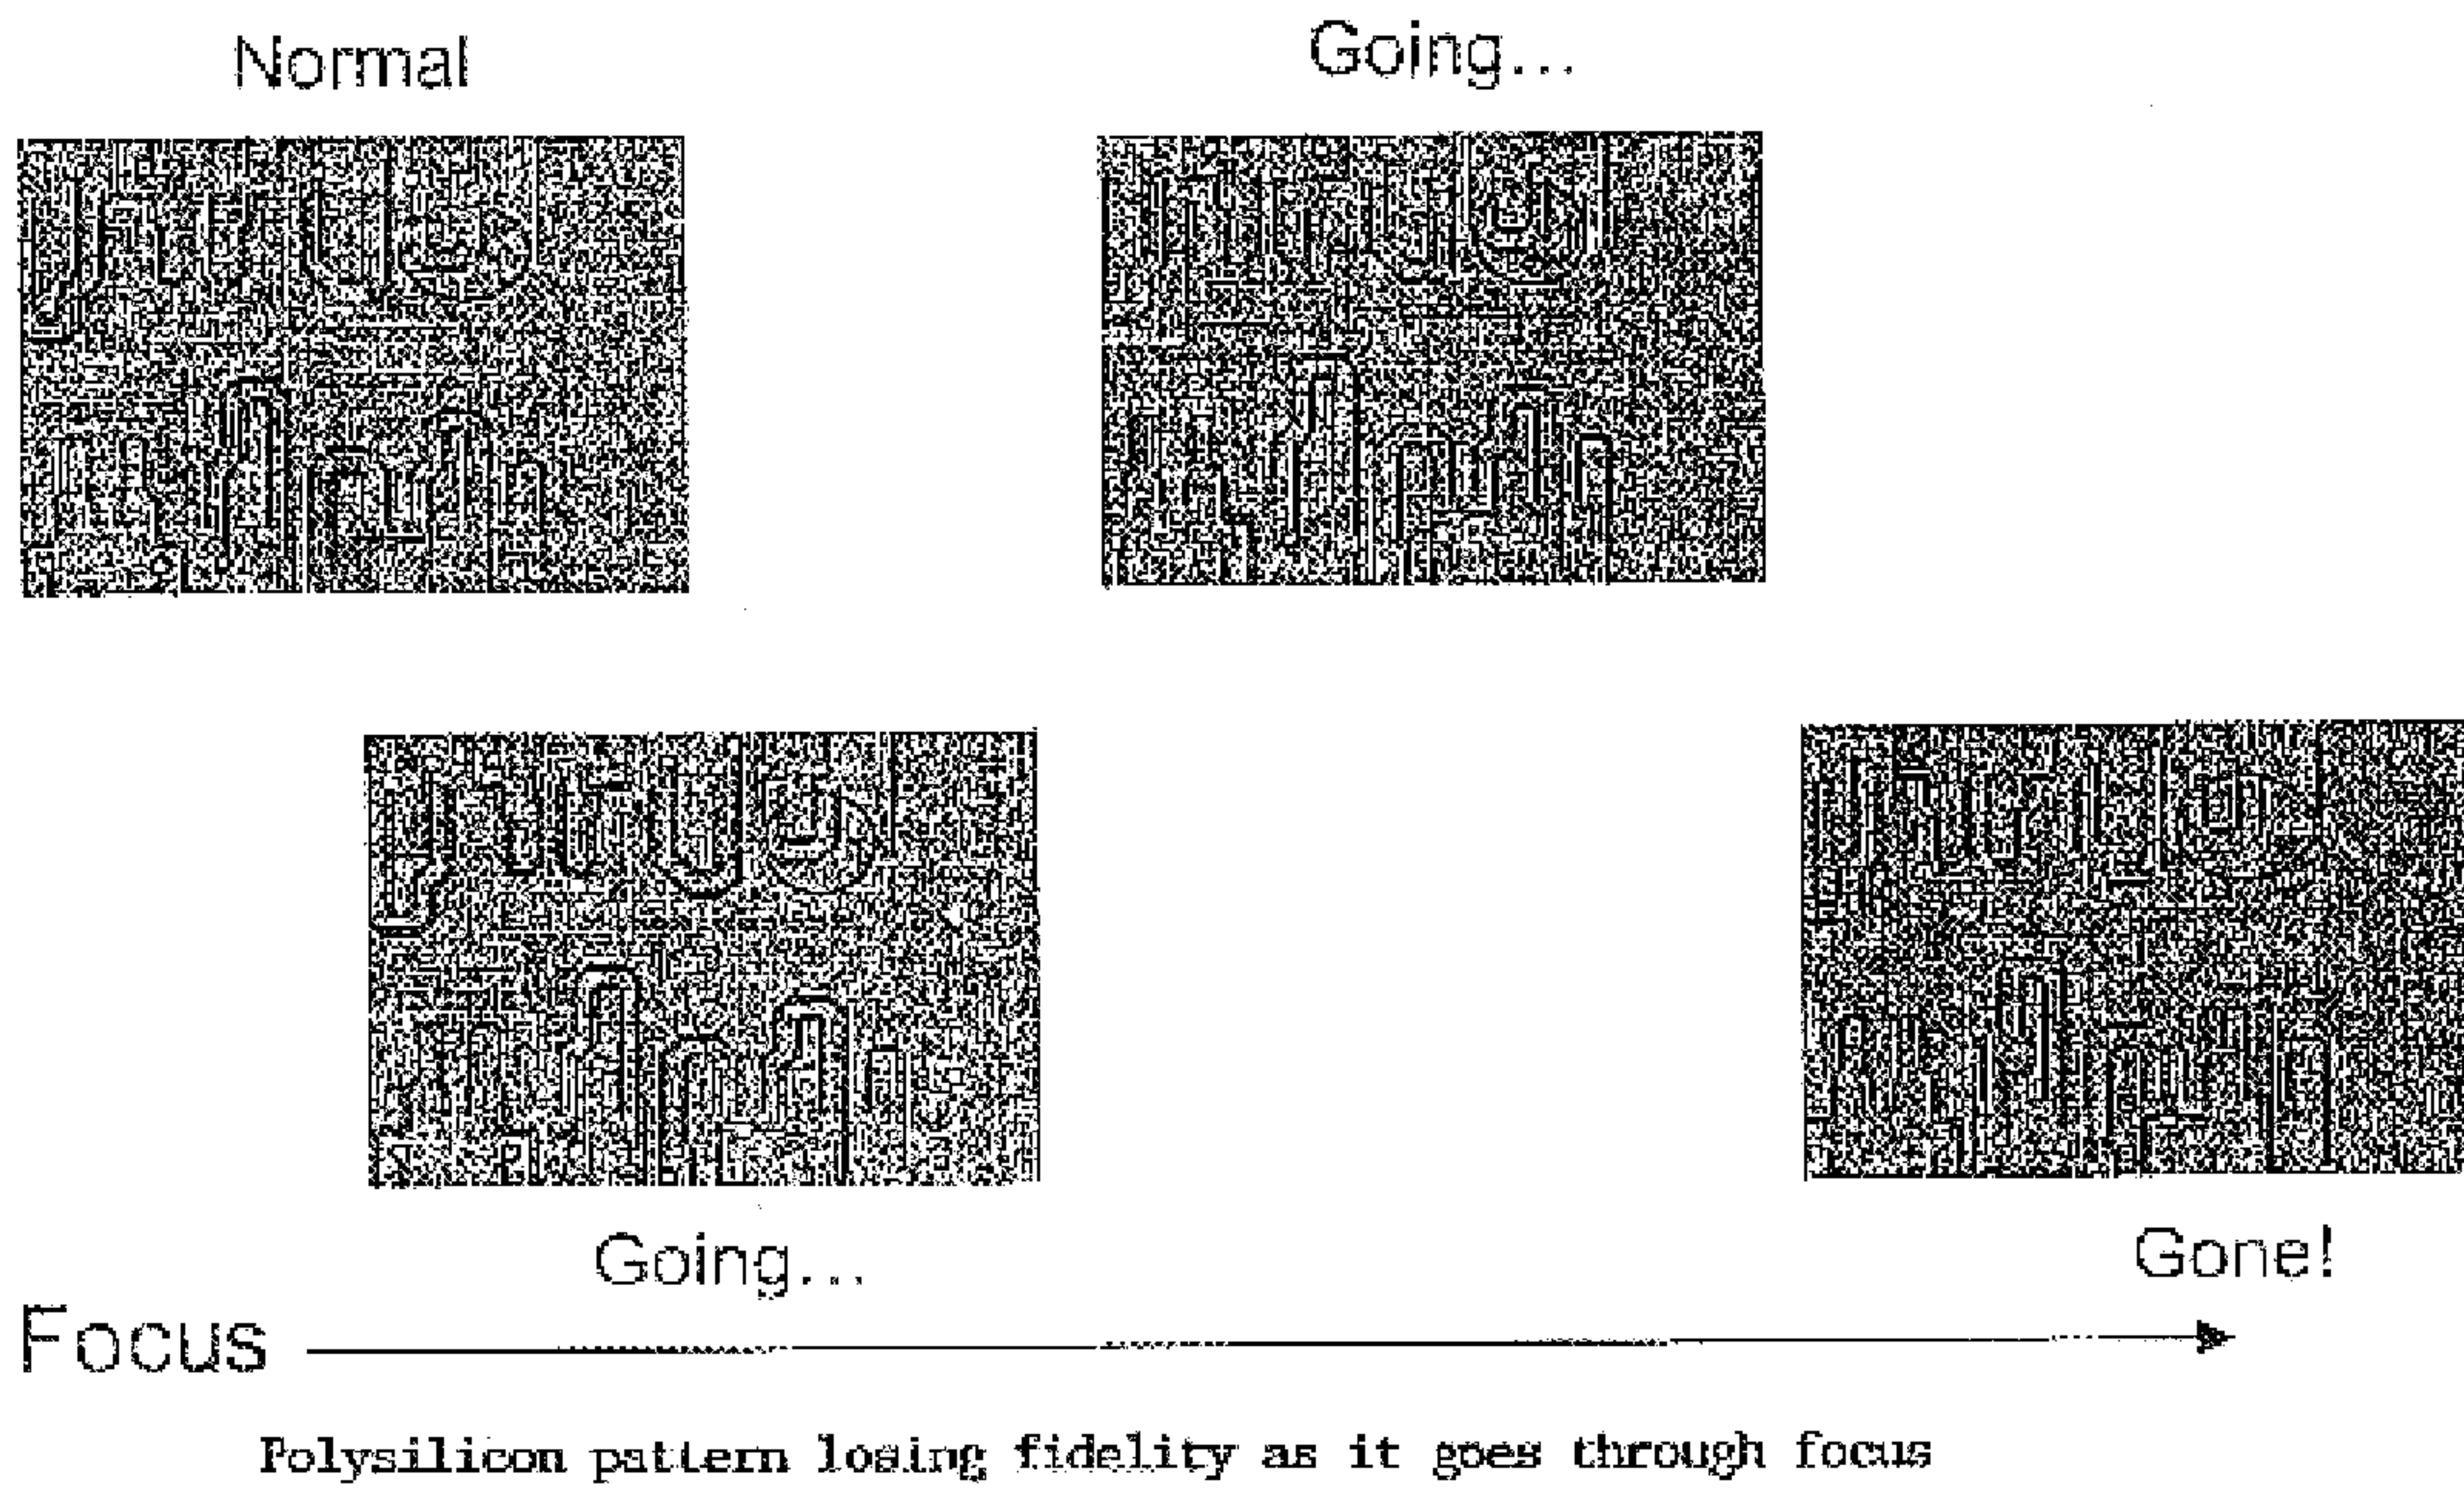 Normal
Going...
Going...
Gone!
Focus
Polysilicon pattern losing fidelity as it goes through focus